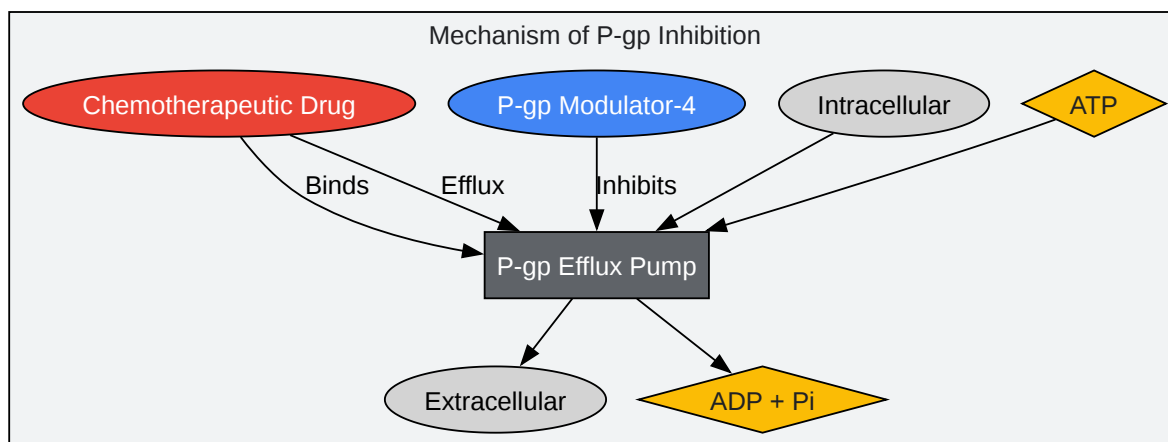 Mechanism of P-gp Inhibition
Chemotherapeutic Drug
P-gp Modulator-4
Intracellular
ATP
Binds
Efflux
Inhibits
P-gp Efflux Pump
Extracellular
ADP + Pi